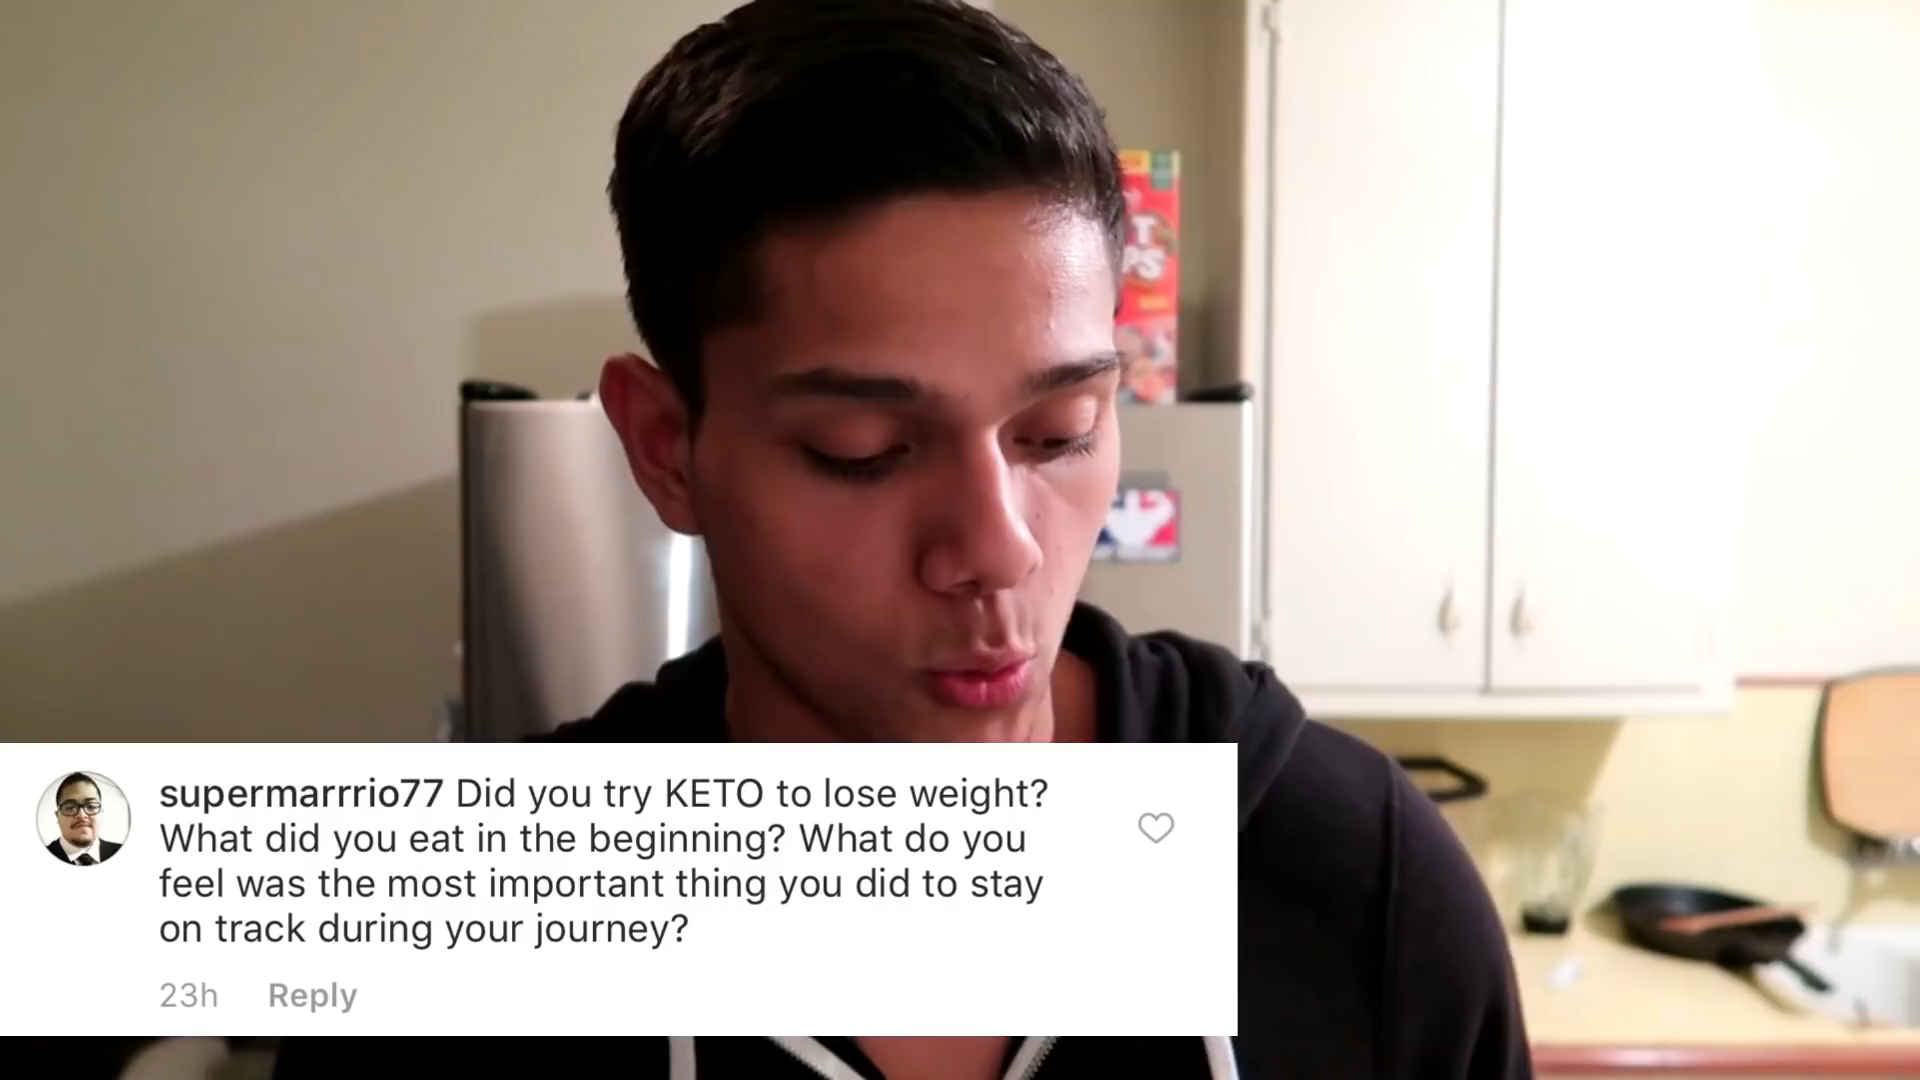 T
PS
supermarrrio77 Did you try KETO to lose weight?
What did you eat in the beginning? What do you
feel was the most important thing you did to stay
on track during your journey?
23h Reply